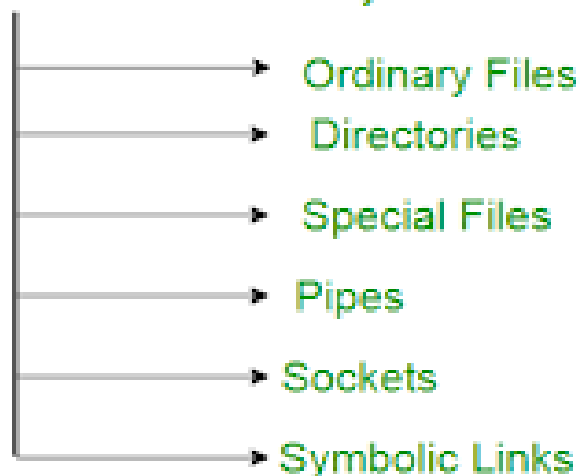 Ordinary Files
Directories
Special Files
Pipes
Sockets
Symbolic Links